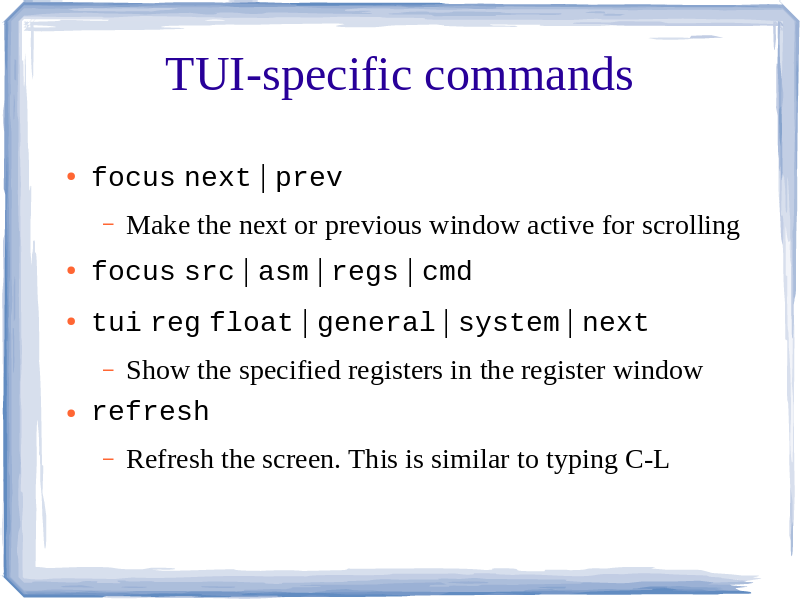 TUI-specific commands
• focus next | prev
– Make the next or previous window active for scrolling
• focus src | asm | regs | cmd
• tui reg float | general | system | next
– Show the specified registers in the register window
• refresh
– Refresh the screen. This is similar to typing C-L